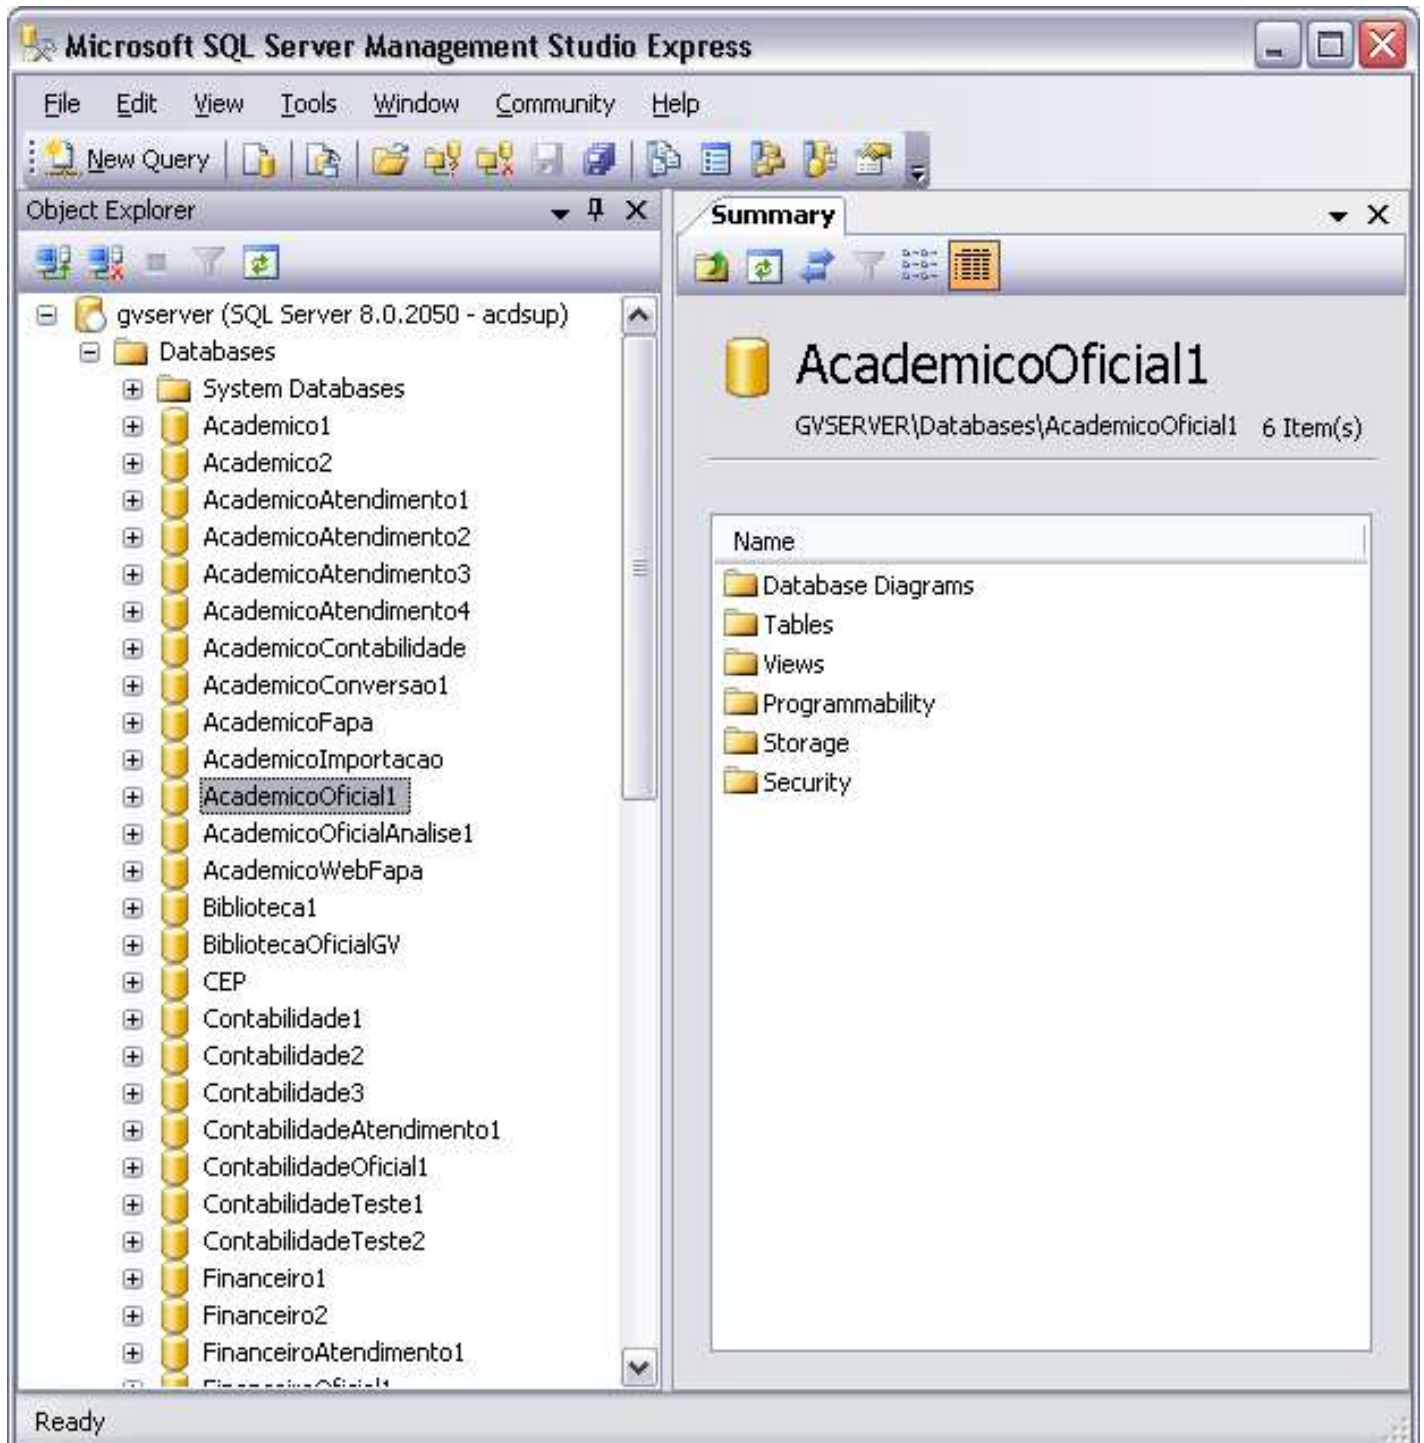 Microsoft SQL Server Management Studio Express
File Edit View Tools Window Community Help
New Query
Object Explorer
gvserver (SQL Server 8.0.2050 - acdsup)
Databases
System Databases
Academico1
Academico2
AcademicoAtendimento1
AcademicoAtendimento2
AcademicoAtendimento3
AcademicoAtendimento4
AcademicoContabilidade
AcademicoConversao1
AcademicoFapa
AcademicoImportacao
AcademicoOficial1
AcademicoOficialAnalise1
AcademicoWebFapa
Biblioteca1
BibliotecaOficialGV
CEP
Contabilidade1
Contabilidade2
Contabilidade3
ContabilidadeAtendimento1
ContabilidadeOficial1
ContabilidadeTeste1
ContabilidadeTeste2
Financeiro1
Financeiro2
FinanceiroAtendimento1
Summary
AcademicoOficial1
GVSERVER\Databases\AcademicoOficial1 6 Item(s)
Name
Database Diagrams
Tables
Views
Programmability
Storage
Security
Ready